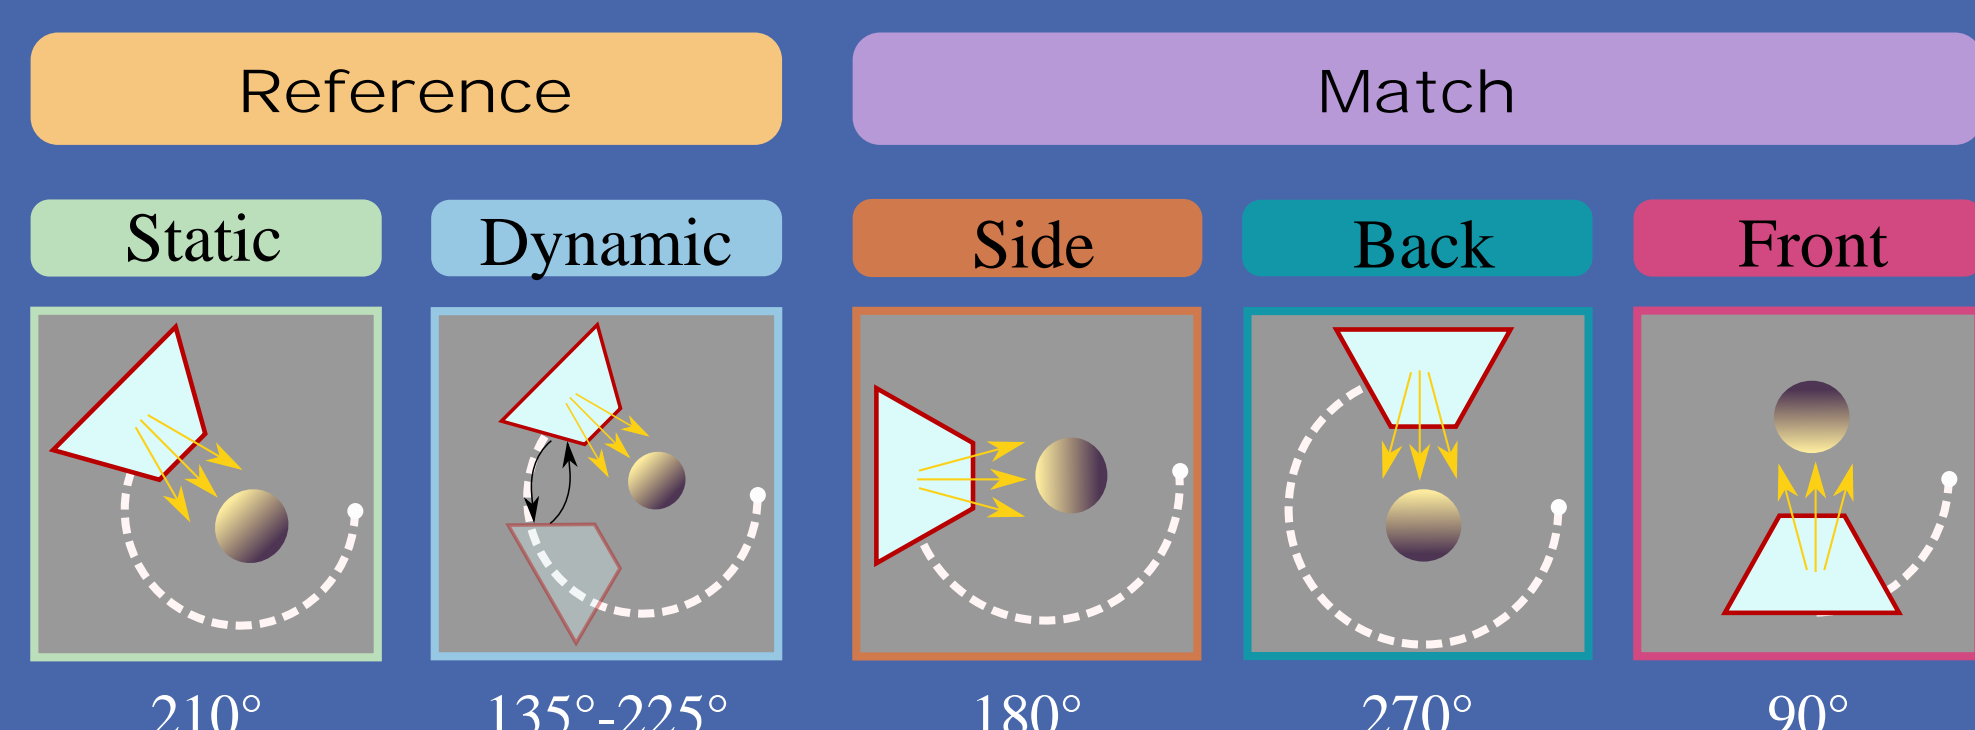 Reference
Match
Static
Dynamic
Side
Back
Front
210°
135°-225°
180°
270°
90°